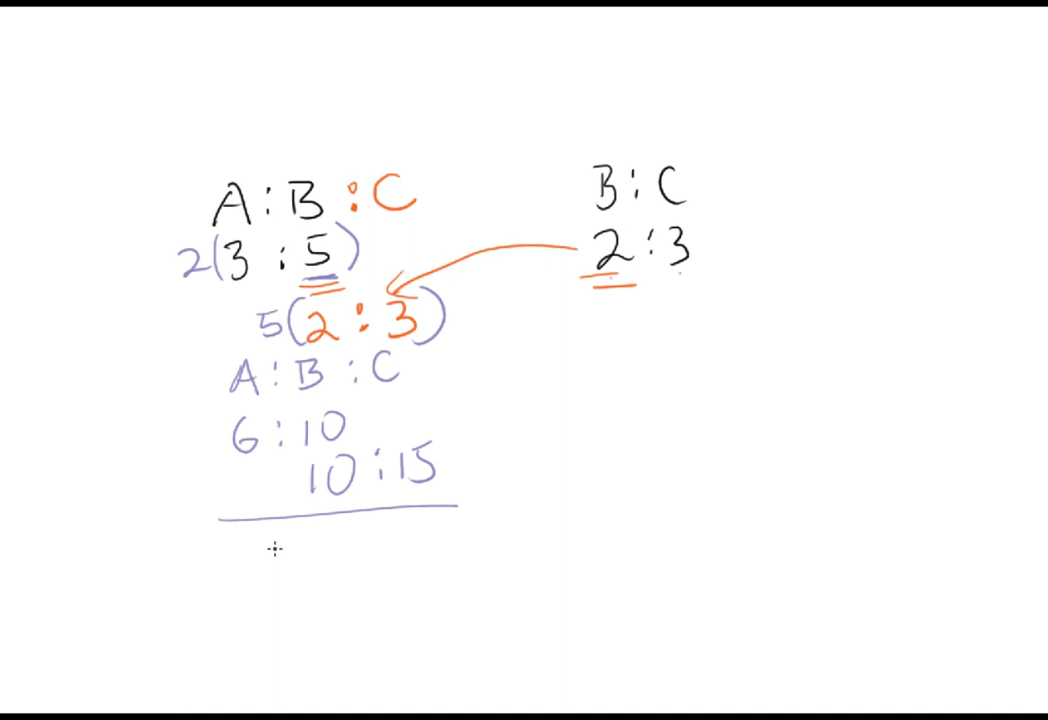 A : B : C
2(3 : 5)
5(2 : 3)
A : B : C
6 : 10
10 : 15
B : C
2 : 3